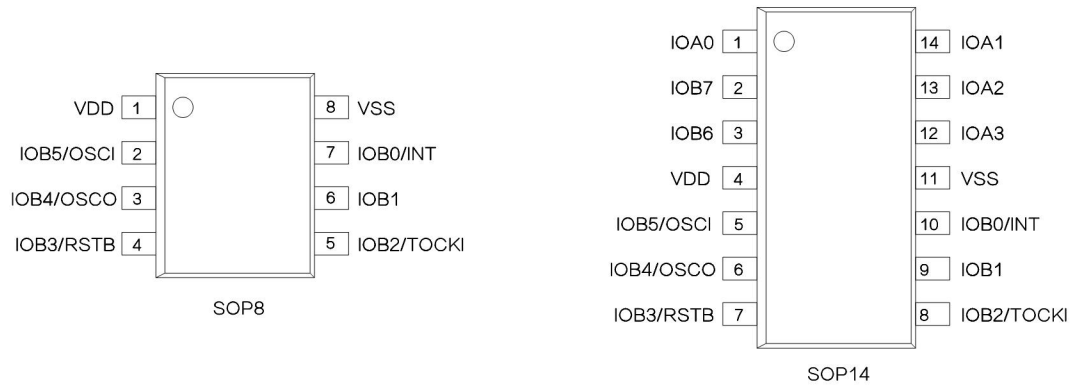 VDD 1 8 VSS
IOB5/OSCI 2 7 IOB0/INT
IOB4/OSCO 3 6 IOB1
IOB3/RSTB 4 5 IOB2/TOCKI
SOP8
IOA0 1 14 IOA1
IOB7 2 13 IOA2
IOB6 3 12 IOA3
VDD 4 11 VSS
IOB5/OSCI 5 10 IOB0/INT
IOB4/OSCO 6 9 IOB1
IOB3/RSTB 7 8 IOB2/TOCKI
SOP14